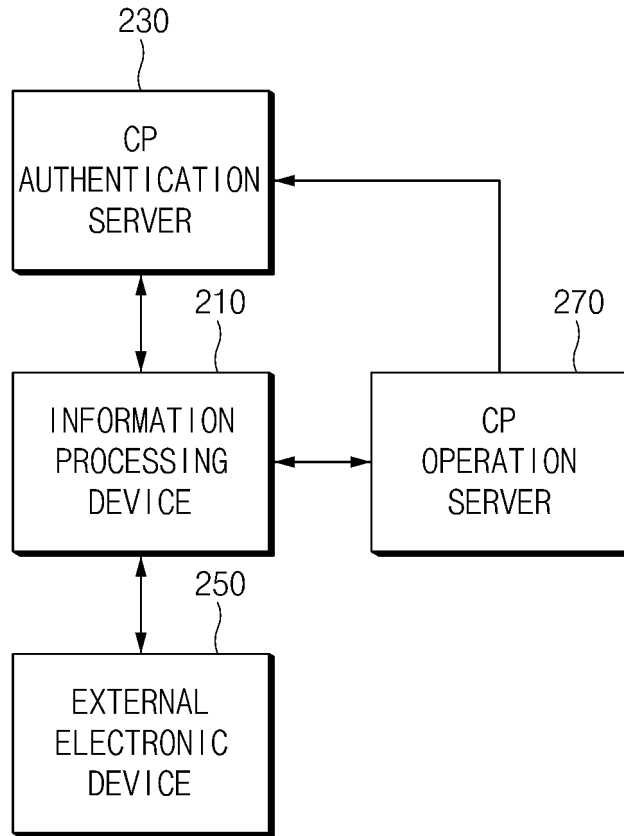 230
CP
AUTHENTICATION
SERVER
210
270
INFORMATION
PROCESSING
DEVICE
CP
OPERATION
SERVER
250
EXTERNAL
ELECTRONIC
DEVICE